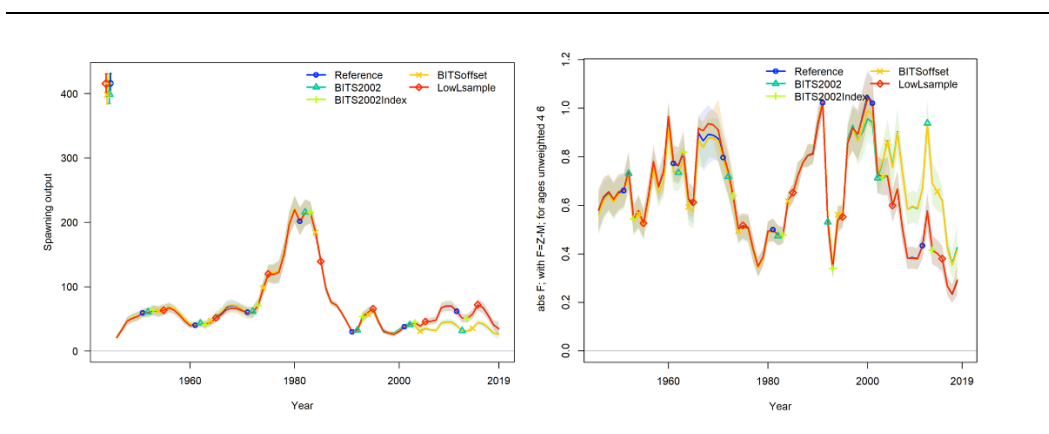 Reference
BITS2002
BITS2002Index
BITSoffset
LowLsample
400
300
200
100
0
Spawning output
1960
1980
2000
2019
Year
Reference
BITS2002
BITS2002Index
BITSoffset
LowLsample
1.2
1.0
0.8
0.6
0.4
0.2
0.0
abs F; with F=Z-M; for ages unweighted 4 6
1960
1980
2000
2019
Year